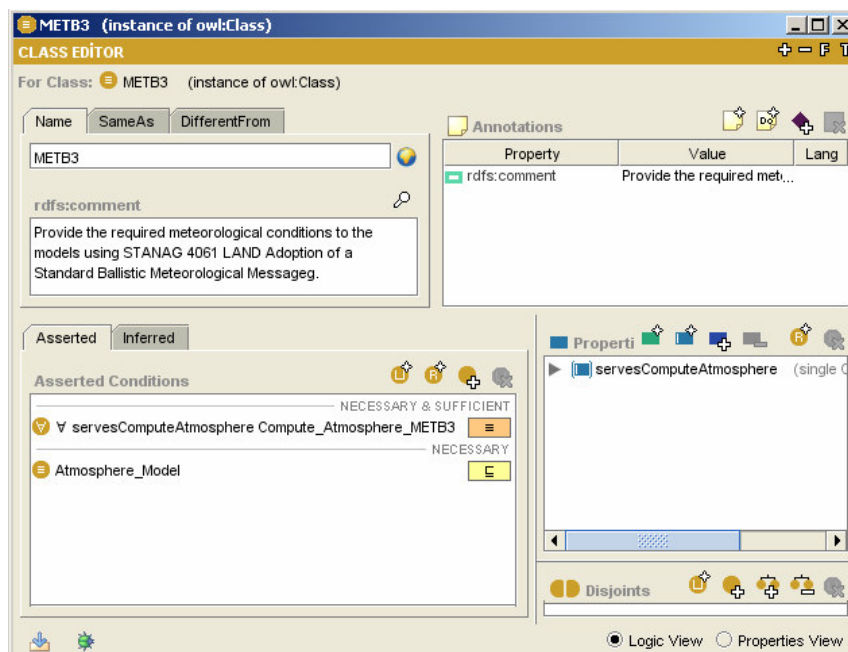 METB3 (instance of owl:Class)
CLASS EDİTOR
For Class: METB3 (instance of owl:Class)
Name SameAs DifferentFrom
METB3
rdfs:comment
Provide the required meteorological conditions to the
models using STANAG 4061 LAND Adoption of a
Standard Ballistic Meteorological Messageg.
Annotations
Property Value Lang
rdfs:comment Provide the required met‹...
Asserted Inferred
Asserted Conditions
NECESSARY & SUFFICIENT
∀ servesComputeAtmosphere Compute_Atmosphere_METB3
NECESSARY
Atmosphere_Model
Properti
servesComputeAtmosphere (single
Disjoints
Logic View Properties View